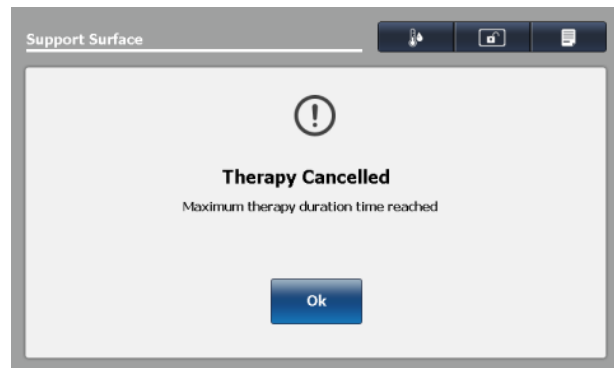 Support Surface
Therapy Cancelled
Maximum therapy duration time reached
Ok